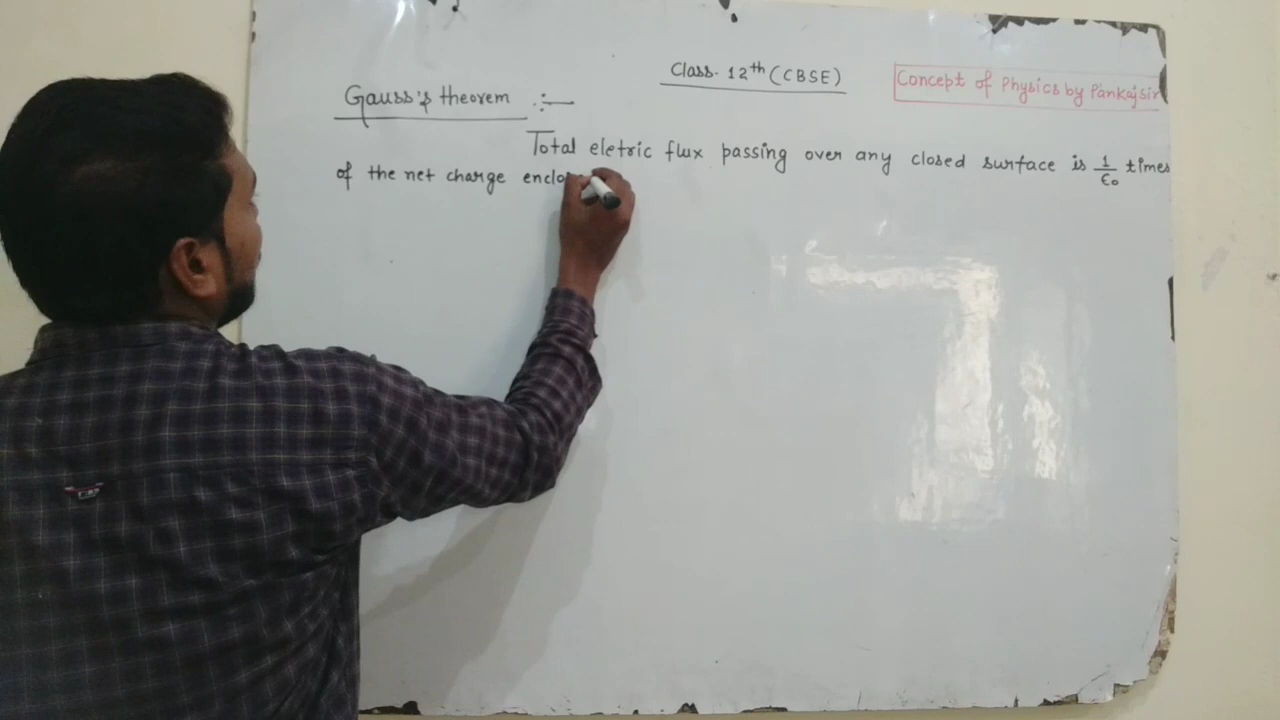 Class. 12th (CBSE)
Concept of Physics by Pankajsir
Gauss's theorem :-
Total eletric flux passing over any closed surface is 1/ε₀ times
of the net charge enclo